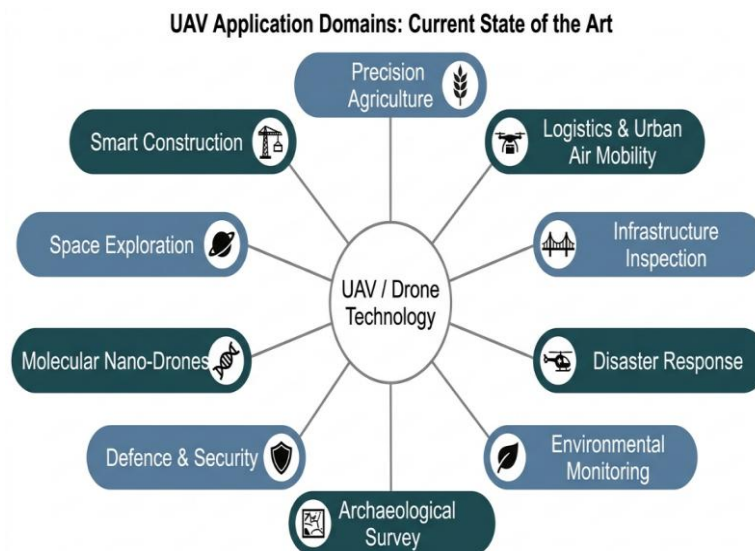 UAV Application Domains: Current State of the Art
Precision
Agriculture
Smart Construction
Logistics & Urban
Air Mobility
Space Exploration
Infrastructure
Inspection
UAV / Drone
Technology
Molecular Nano-Drones
Disaster Response
Defence & Security
Environmental
Monitoring
Archaeological
Survey